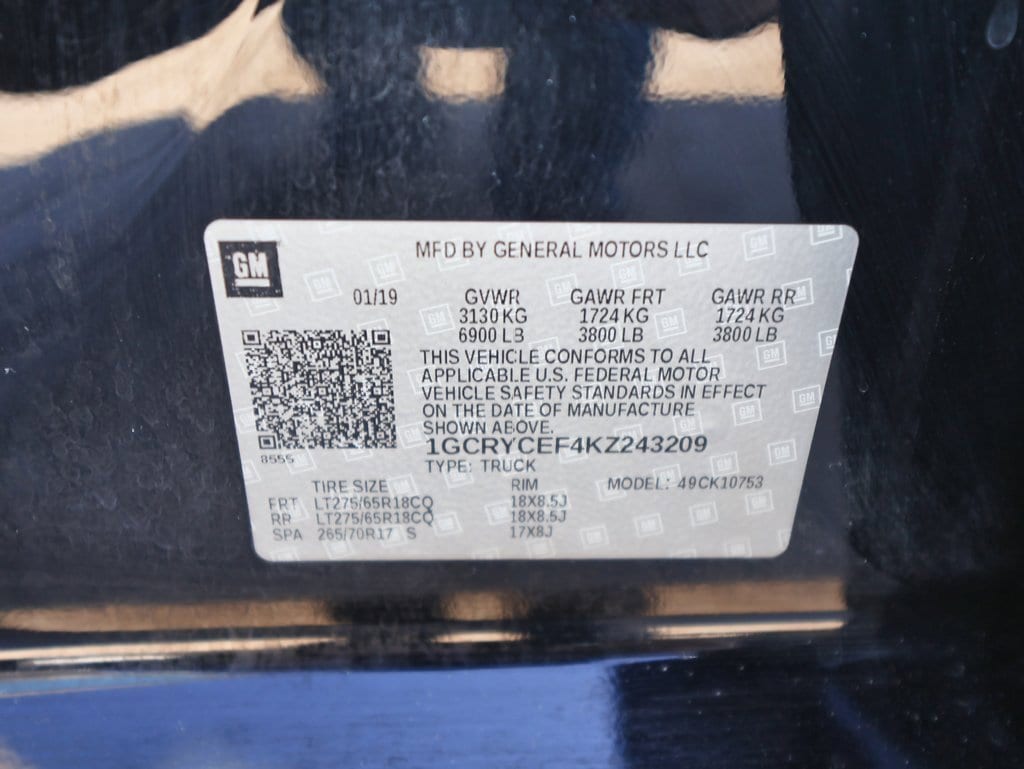 GM
MFD BY GENERAL MOTORS LLC
01/19 GVWR GAWR FRT GAWR RR
3130 KG 1724 KG 1724 KG
6900 LB 3800 LB 3800 LB
THIS VEHICLE CONFORMS TO ALL
APPLICABLE U.S. FEDERAL MOTOR
VEHICLE SAFETY STANDARDS IN EFFECT
ON THE DATE OF MANUFACTURE
SHOWN ABOVE.
1GCRYCEF4KZ243209
8555
TYPE: TRUCK
TIRE SIZE RIM MODEL: 49CK10753
FRT LT275/65R18CQ 18X8.5J
RR LT275/65R18CQ 18X8.5J
SPA 265/70R17 S 17X8J